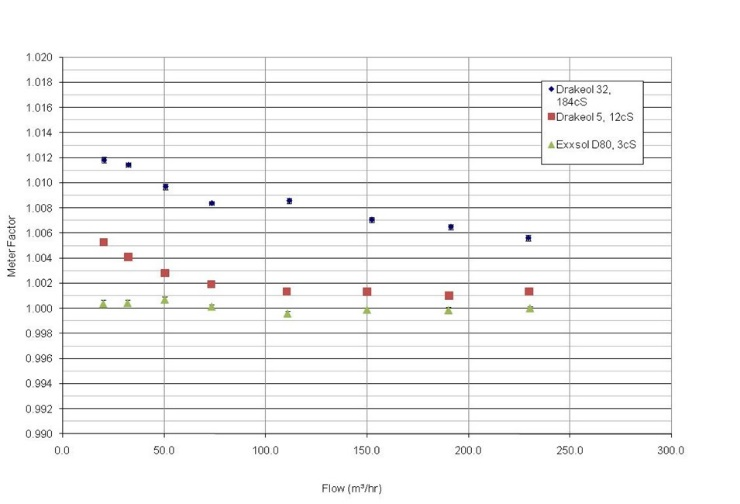 1.020
1.018
1.016
1.014
1.012
1.010
1.008
1.006
1.004
1.002
1.000
0.998
0.996
0.994
0.992
0.990
Meter Factor
Drakeol 32,
184cS
Drakeol 5, 12cS
Exxsol D80, 3cS
0.0 50.0 100.0 150.0 200.0 250.0 300.0
Flow (m³/hr)